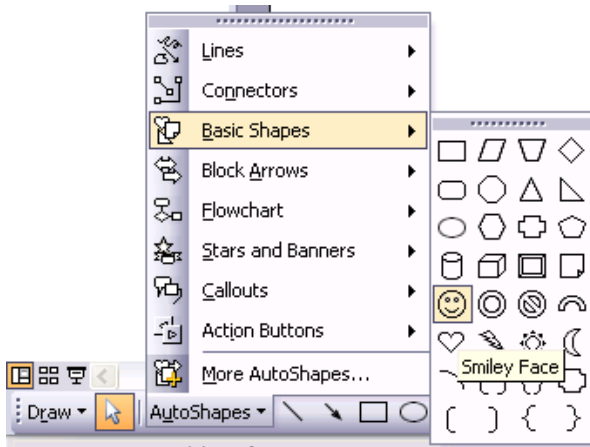 Lines
Connectors
Basic Shapes
Block Arrows
Flowchart
Stars and Banners
Callouts
Action Buttons
More AutoShapes...
Smiley Face
Draw
AutoShapes